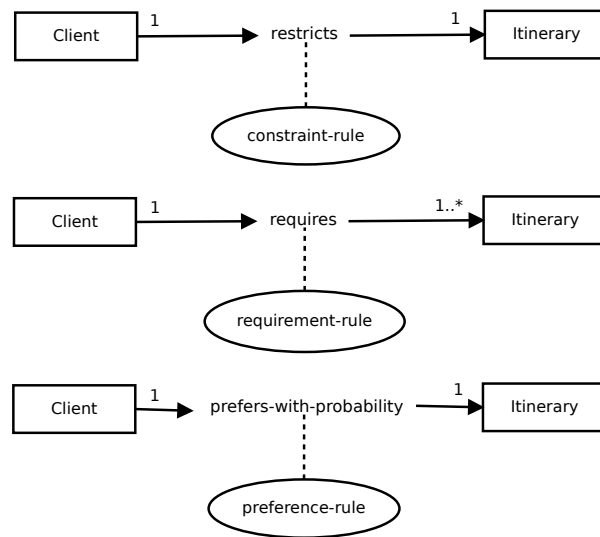 1 1
Client restricts Itinerary
constraint-rule
1 1..*
Client requires Itinerary
requirement-rule
1 1
Client prefers-with-probability Itinerary
preference-rule